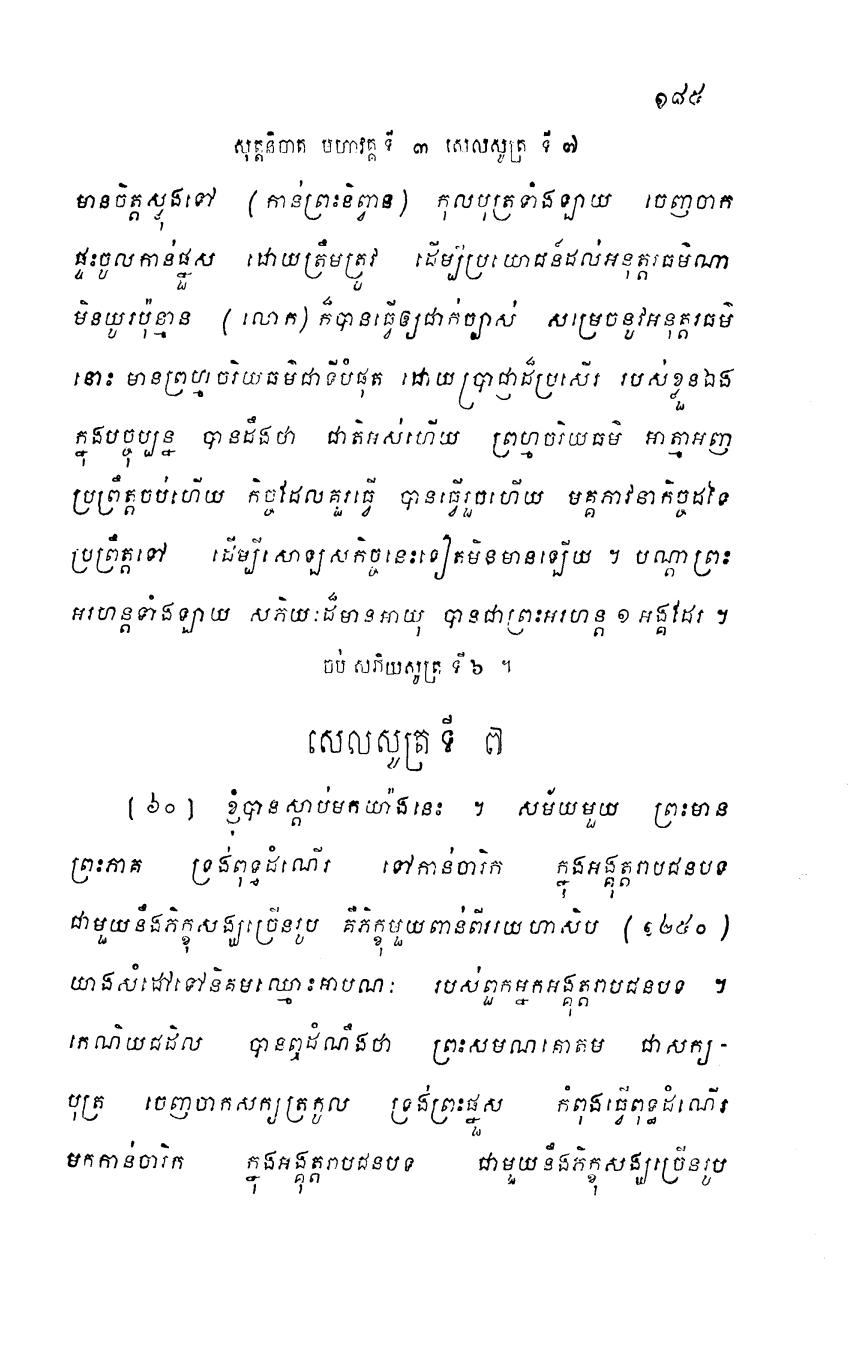 ១៨៥
សុត្តនិបាត មហាវគ្គ ទី ៣ សេលសូត្រ ទី ៧
មានចិត្តស្មុងទៅ (កាន់ព្រះនិព្វាន) កុលបុត្រទាំងឡាយ ចេញចាក
ផ្ទះចូលកាន់ផ្នួស ដោយត្រឹមត្រូវ ដើម្បីប្រយោជន៍ដល់អនុត្តរធម៌ណា
មិនយូរប៉ុន្មាន (លោក) ក៏បានធ្វើឲ្យជាក់ច្បាស់ សម្រេចនូវអនុត្តរធម៌
នោះ មានព្រហ្មចរិយធម៌ជាទីបំផុត ដោយប្រាជ្ញាដ៏ប្រសើរ របស់ខ្លួនឯង
ក្នុងបច្ចុប្បន្ន បានដឹងថា ជាតិអស់ហើយ ព្រហ្មចរិយធម៌ អាត្មាអញ
ប្រព្រឹត្តចប់ហើយ កិច្ចដែលគួរធ្វើ បានធ្វើរួចហើយ មគ្គភាវនាកិច្ចដទៃ
ប្រព្រឹត្តទៅ ដើម្បីសោឡសកិច្ចនេះទៀតមិនមានឡើយ ។ បណ្តាព្រះ
អរហន្តទាំងឡាយ សភិយៈដ៏មានអាយុ បានជាព្រះអរហន្ត ១ អង្គដែរ ។
ចប់ សភិយសូត្រ ទី ៦ ។
សេលសូត្រ ទី ៧
(៦០) ខ្ញុំបានស្តាប់មកយ៉ាងនេះ ។ សម័យមួយ ព្រះមាន
ព្រះភាគ ទ្រង់ពុទ្ធដំណើរ ទៅកាន់ចារិក ក្នុងអង្គុត្តរាបជនបទ
ជាមួយនឹងភិក្ខុសង្ឃច្រើនរូប គឺភិក្ខុមួយពាន់ពីររយហាសិប (១២៥០)
យាងសំដៅទៅនិគមឈ្មោះអាបណៈ របស់ពួកអ្នកអង្គុត្តរាបជនបទ ។
កេណិយជដិល បានឮដំណឹងថា ព្រះសមណគោតម ជាសក្យ-
បុត្រ ចេញចាកសក្យត្រកូល ទ្រង់ព្រះផ្នួស កំពុងធ្វើពុទ្ធដំណើរ
មកកាន់ចារិក ក្នុងអង្គុត្តរាបជនបទ ជាមួយនឹងភិក្ខុសង្ឃច្រើនរូប